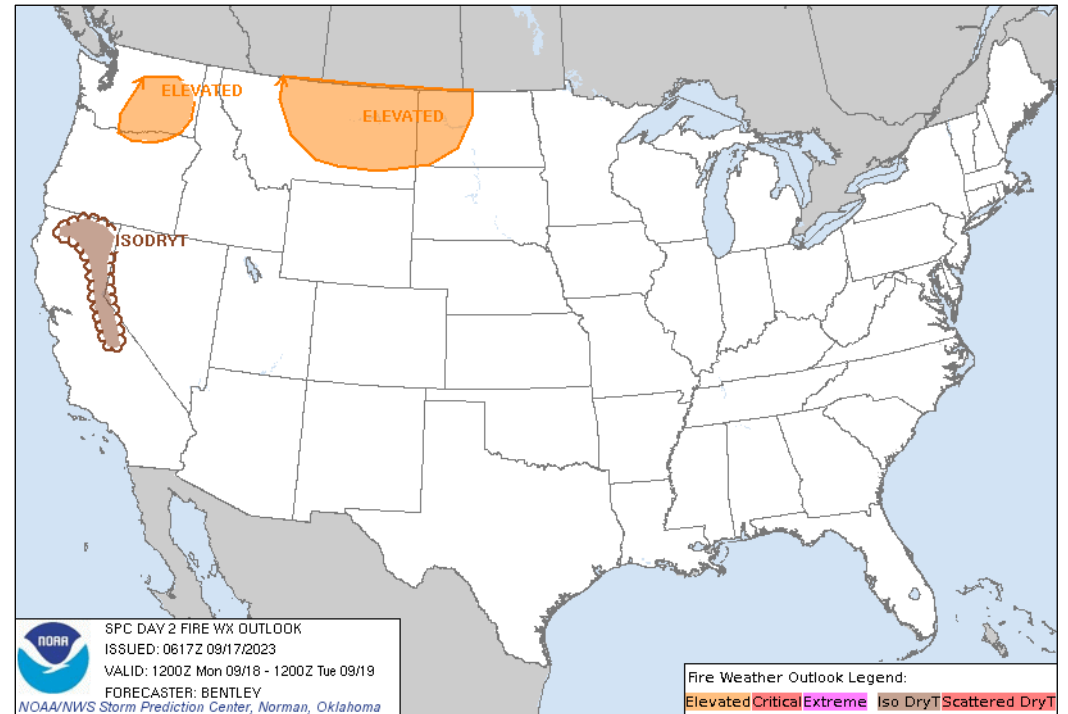 ELEVATED
ELEVATED
ISODRYT
NOAA
SPC DAY 2 FIRE WX OUTLOOK
ISSUED: 0617Z 09/17/2023
VALID: 1200Z Mon 09/18 - 1200Z Tue 09/19
FORECASTER: BENTLEY
NOAA/NWS Storm Prediction Center, Norman, Oklahoma
Fire Weather Outlook Legend:
Elevated Critical Extreme Iso DryT Scattered DryT